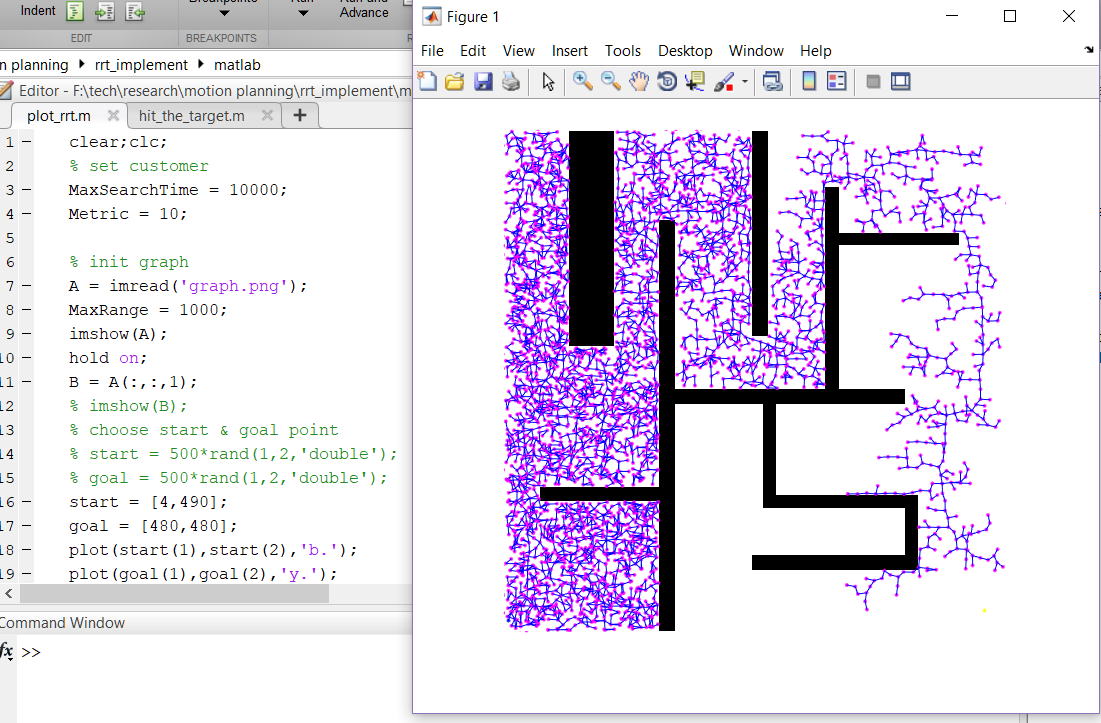 Indent
Breakpoints
Run
Run and
Advance
EDIT
BREAKPOINTS
n planning
rrt_implement
matlab
Editor - F:\tech\research\motion planning\rrt_implement\m
plot_rrt.m
hit_the_target.m
1 clear;clc;
2 % set customer
3 MaxSearchTime = 10000;
4 Metric = 10;
5
6 % init graph
7 A = imread('graph.png');
8 MaxRange = 1000;
9 imshow(A);
10 hold on;
11 B = A(:,:,1);
12 % imshow(B);
13 % choose start & goal point
14 % start = 500*rand(1,2,'double');
15 % goal = 500*rand(1,2,'double');
16 start = [4,490];
17 goal = [480,480];
18 plot(start(1),start(2),'b.');
19 plot(goal(1),goal(2),'y.');
Command Window
fx >>
Figure 1
File Edit View Insert Tools Desktop Window Help